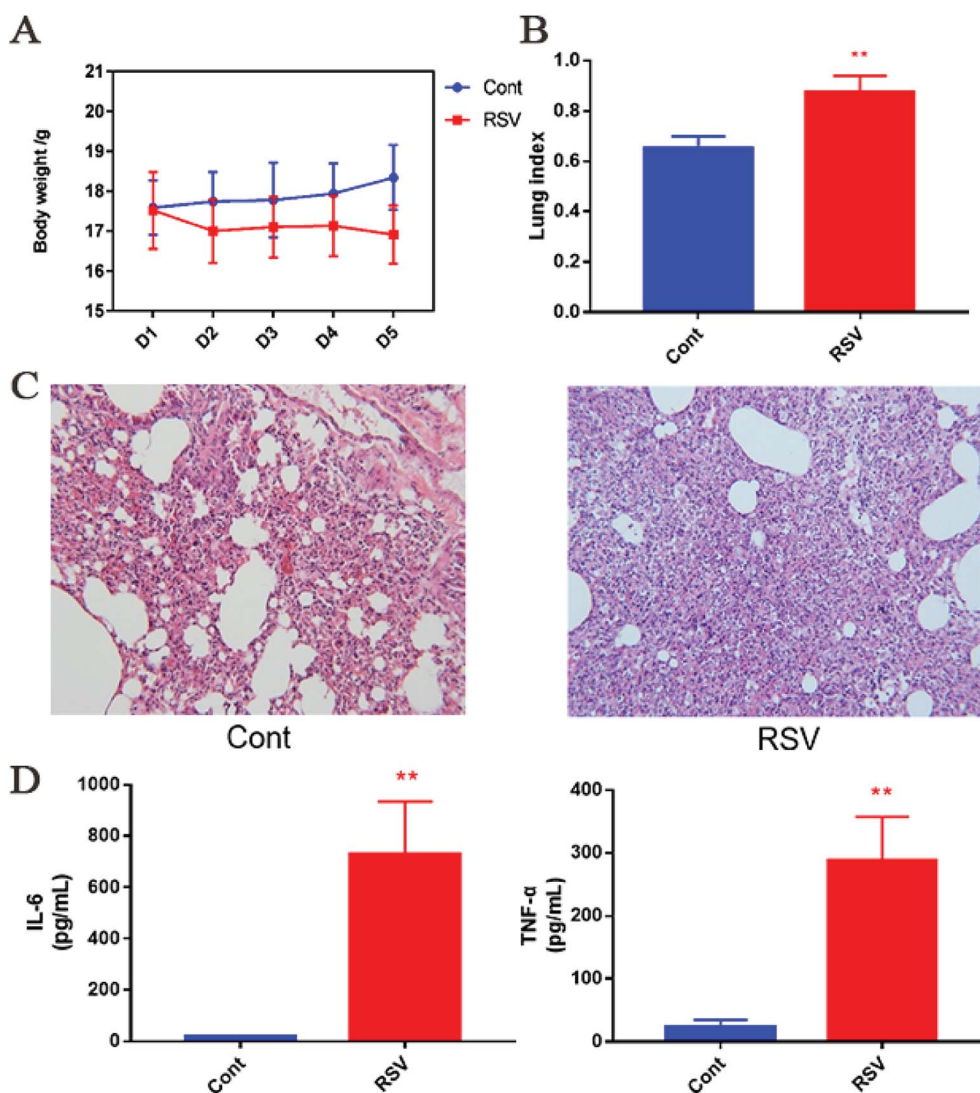 A
21
20
19
18
17
16
15
Body weight /g
D1
D2
D3
D4
D5
Cont
RSV
B
1.0
0.8
0.6
0.4
0.2
0.0
Lung index
**
Cont
RSV
C
Cont
RSV
D
1000
800
600
400
200
0
IL-6
(pg/mL)
**
Cont
RSV
400
300
200
100
0
TNF-α
(pg/mL)
**
Cont
RSV